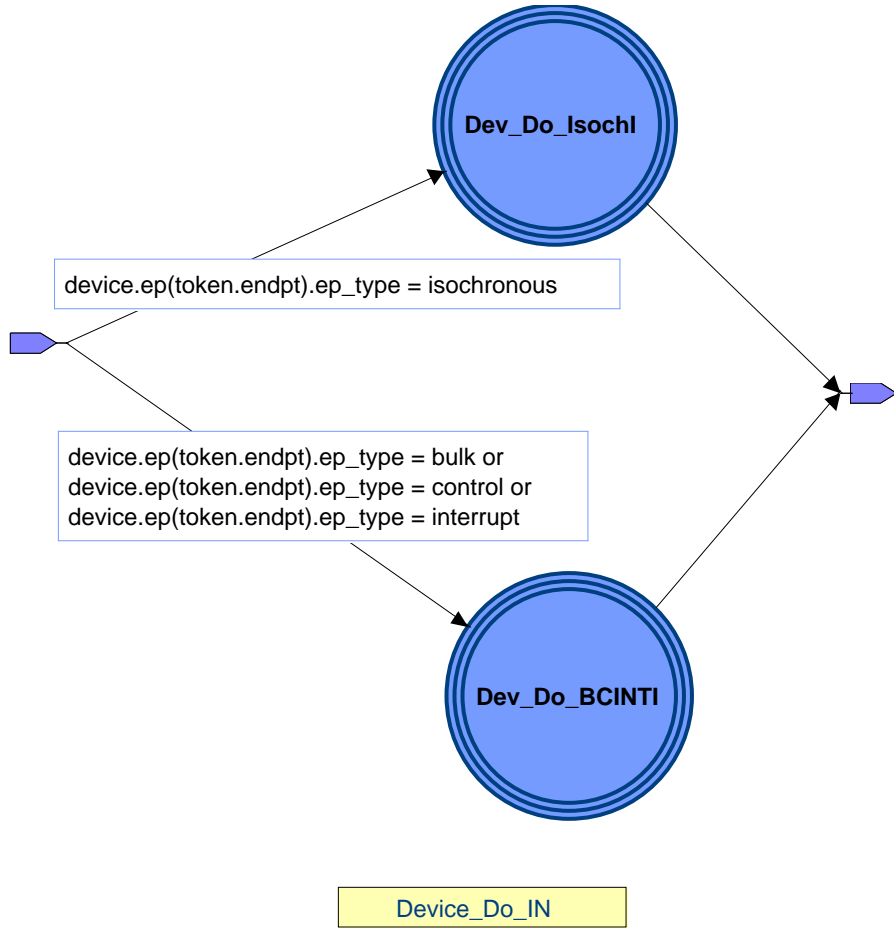 Dev_Do_IsochI
device.ep(token.endpt).ep_type = isochronous
device.ep(token.endpt).ep_type = bulk or
device.ep(token.endpt).ep_type = control or
device.ep(token.endpt).ep_type = interrupt
Dev_Do_BCINTI
Device_Do_IN